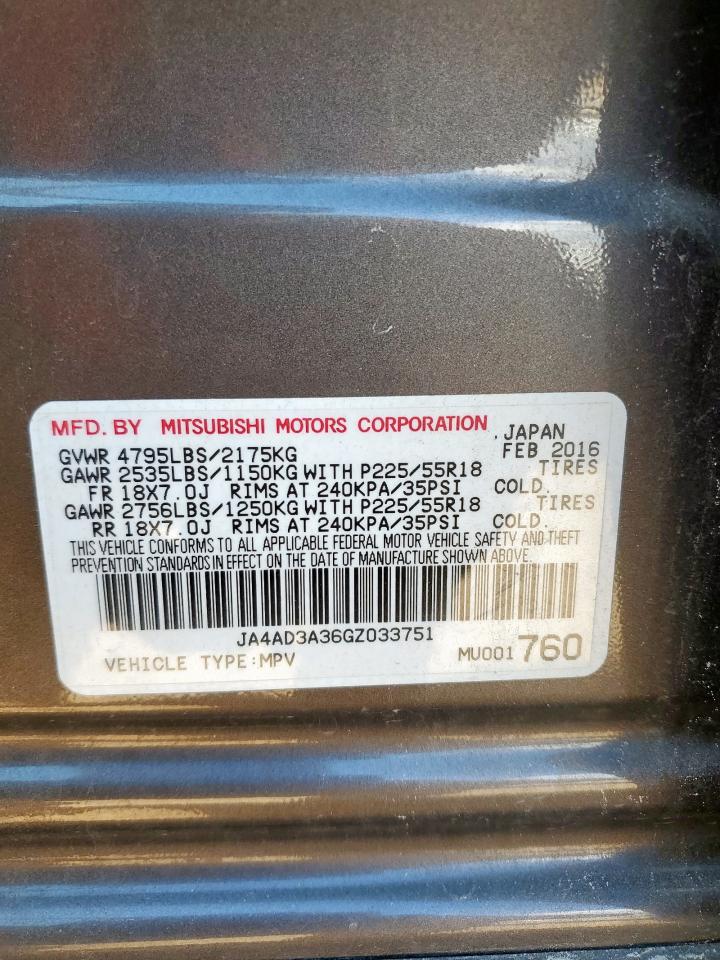 MFD. BY MITSUBISHI MOTORS CORPORATION , JAPAN
GVWR 4795LBS/2175KG FEB 2016
GAWR 2535LBS/1150KG WITH P225/55R18 TIRES
FR 18X7.0J RIMS AT 240KPA/35PSI COLD.
GAWR 2756LBS/1250KG WITH P225/55R18 TIRES
RR 18X7.0J RIMS AT 240KPA/35PSI COLD.
THIS VEHICLE CONFORMS TO ALL APPLICABLE FEDERAL MOTOR VEHICLE SAFETY AND THEFT
PREVENTION STANDARDS IN EFFECT ON THE DATE OF MANUFACTURE SHOWN ABOVE.
JA4AD3A36GZ033751
VEHICLE TYPE:MPV MU001760